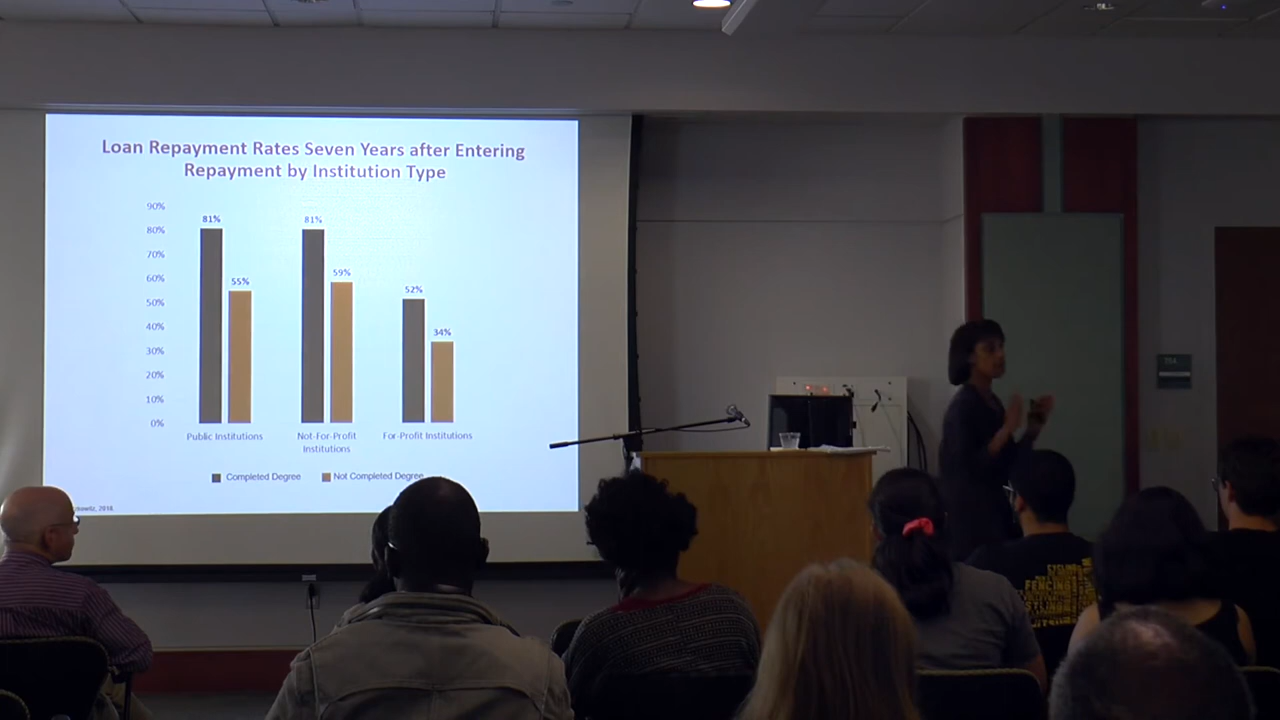 Loan Repayment Rates Seven Years after Entering
Repayment by Institution Type
90%
80%
70%
60%
50%
40%
30%
20%
10%
0%
81%
55%
81%
59%
52%
34%
Public Institutions
Not-For-Profit
Institutions
For-Profit Institutions
Completed Degree
Not Completed Degree
2018.
FENCING